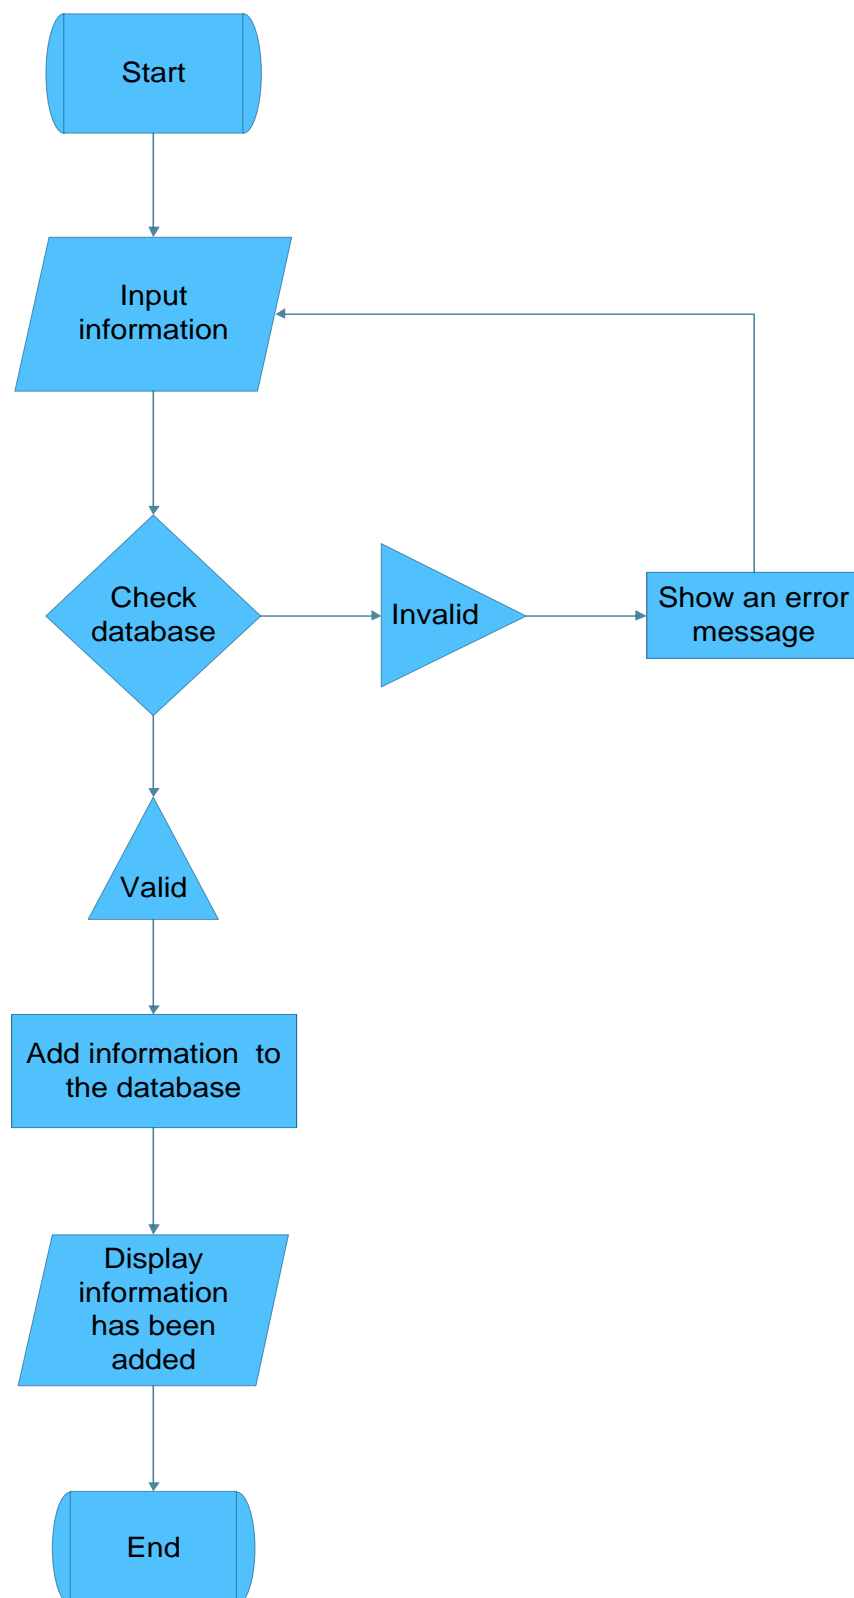 Start
Input
information
Check
database
Invalid
Show an error
message
Valid
Add information  to
the database
Display
information
has been
added
End